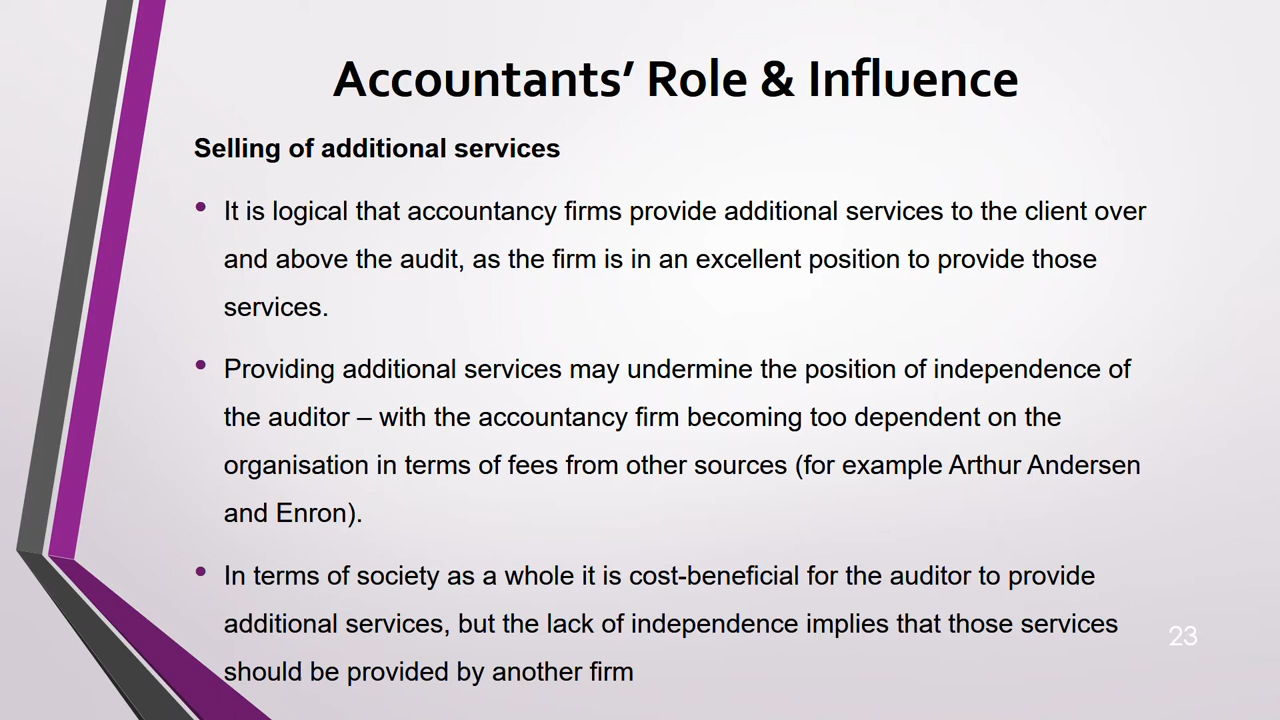 Accountants’ Role & Influence
Selling of additional services
• It is logical that accountancy firms provide additional services to the client over
and above the audit, as the firm is in an excellent position to provide those
services.
• Providing additional services may undermine the position of independence of
the auditor – with the accountancy firm becoming too dependent on the
organisation in terms of fees from other sources (for example Arthur Andersen
and Enron).
• In terms of society as a whole it is cost-beneficial for the auditor to provide
additional services, but the lack of independence implies that those services
should be provided by another firm
23